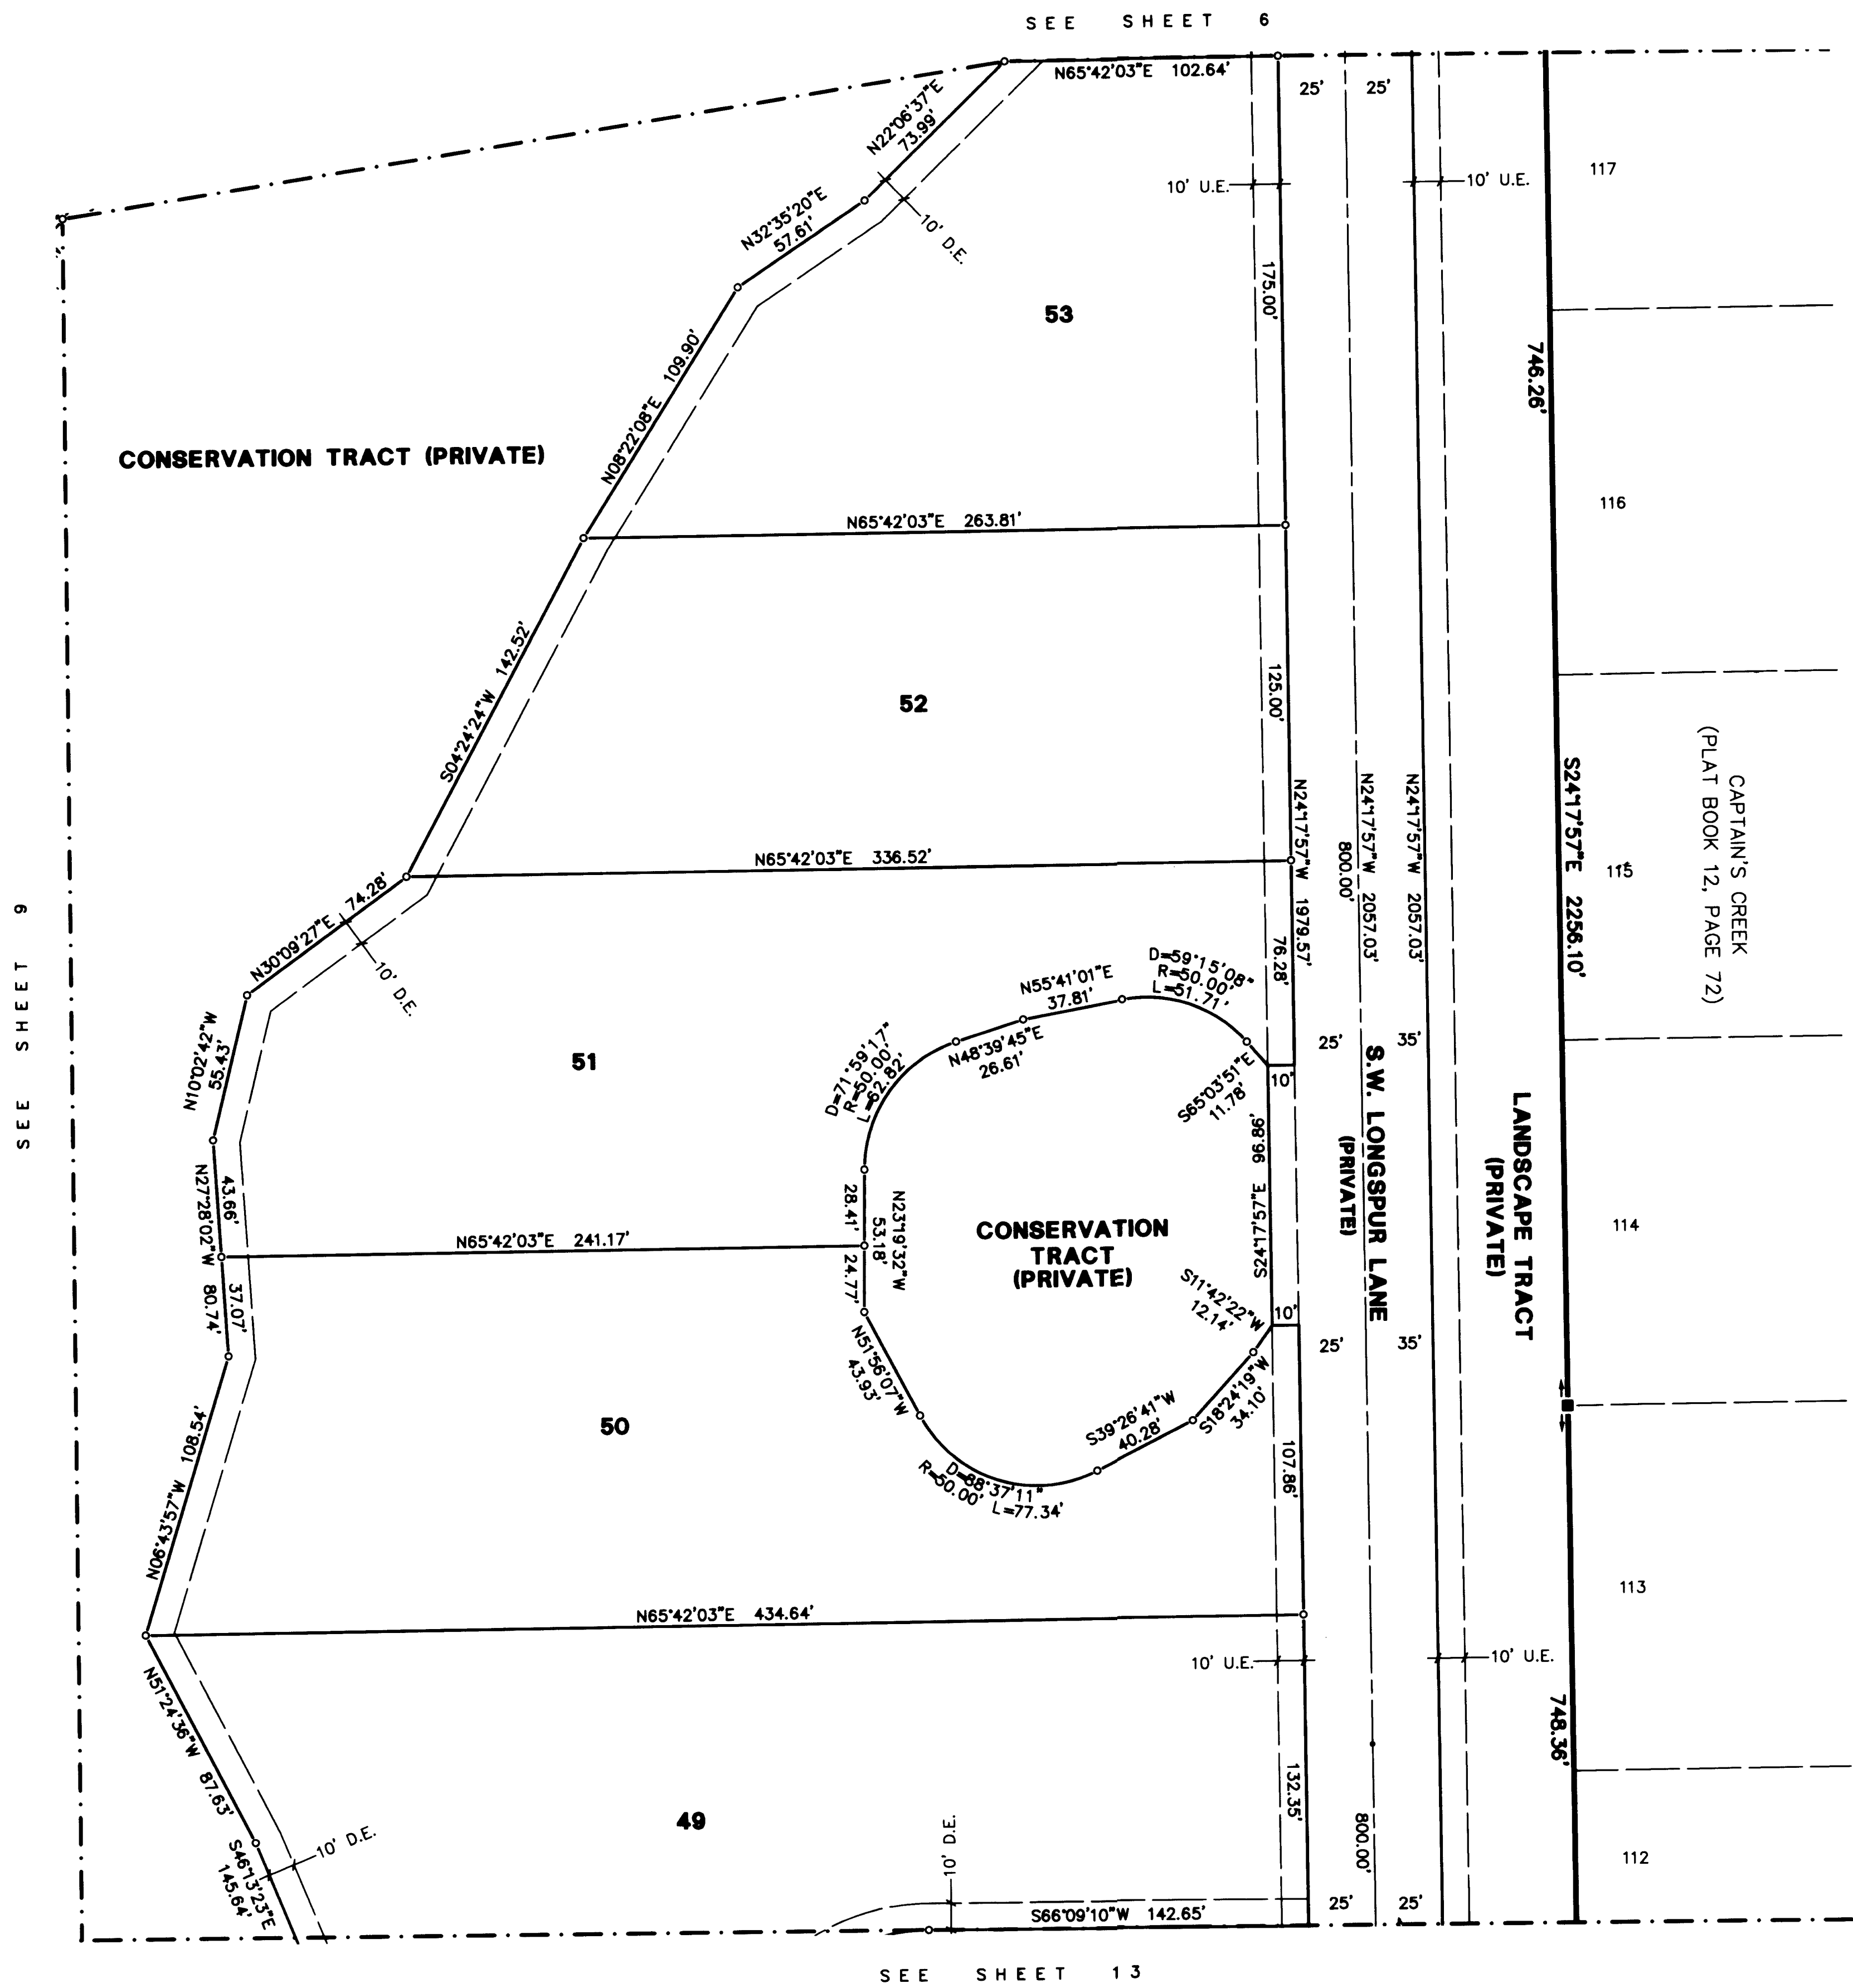 SEE SHEET 6
N65°42'03"E 102.64'
25'
25'
N22°06'37"E
73.99'
10' U.E.
10' U.E.
117
N32°35'20"E
57.61'
10' D.E.
175.00'
53
746.26'
N08°22'08"E 109.90'
CONSERVATION TRACT (PRIVATE)
N65°42'03"E 263.81'
116
S04°24'24"W 142.52'
125.00'
52
N24°17'57"W 1979.57'
N24°17'57"W 2057.03'
800.00'
N24°17'57"W 2057.03'
S24°17'57"E 2256.10'
CAPTAIN'S CREEK
(PLAT BOOK 12, PAGE 72)
115
N65°42'03"E 336.52'
SEE SHEET 9
N30°09'27"E 74.28'
10' D.E.
76.28'
D=59°15'08"
R=50.00'
L=51.71'
N55°41'01"E
37.81'
N48°39'45"E
26.61'
D=71°59'17"
R=50.00'
L=62.82'
N10°02'42"W
55.43'
51
S65°03'51"E
11.78'
10'
25'
35'
S24°17'57"E 96.86'
S.W. LONGSPUR LANE
(PRIVATE)
LANDSCAPE TRACT
(PRIVATE)
43.66'
N27°28'02"W 80.74'
37.07'
28.41'
N23°19'32"W
53.18'
24.77'
N65°42'03"E 241.17'
CONSERVATION
TRACT
(PRIVATE)
114
S11°42'22"W
12.14'
10'
25'
35'
N51°56'07"W
43.93'
S18°24'19"W
34.10'
S39°26'41"W
40.28'
D=88°37'11"
R=50.00' L=77.34'
50
107.86'
N06°43'57"W 108.54'
113
N65°42'03"E 434.64'
10' U.E.
10' U.E.
N51°24'36"W 87.63'
748.36'
132.35'
49
10' D.E.
10' D.E.
S46°13'23"E
145.64'
800.00'
112
25'
25'
S66°09'10"W 142.65'
SEE SHEET 13